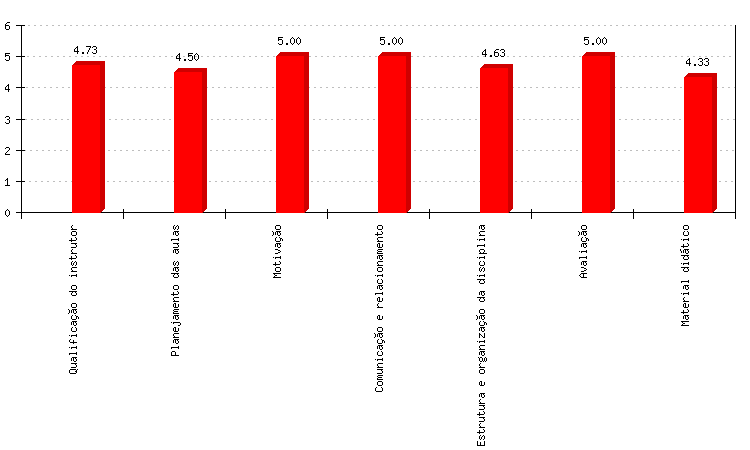 6
5
4
3
2
1
0
4.73
4.50
5.00
5.00
4.63
5.00
4.33
Qualificação do instrutor
Planejamento das aulas
Motivação
Comunicação e relacionamento
Estrutura e organização da disciplina
Avaliação
Material didático